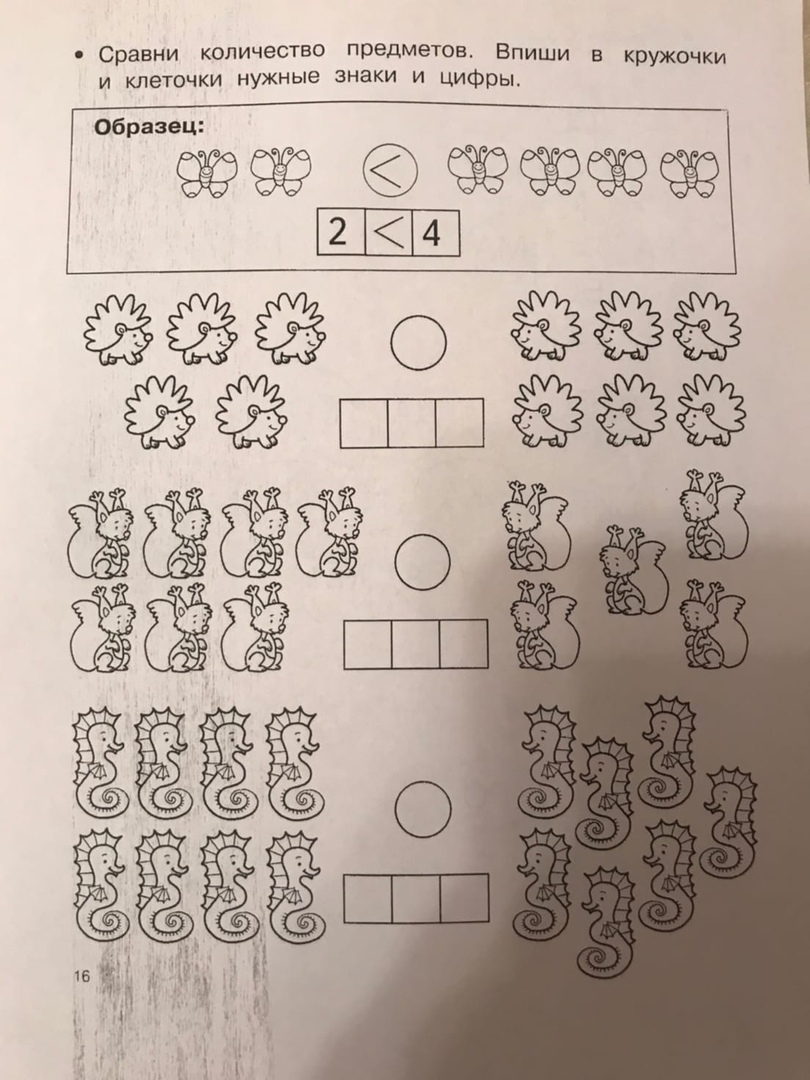 • Сравни количество предметов. Впиши в кружочки
и клеточки нужные знаки и цифры.
Образец:
<
2 < 4
16